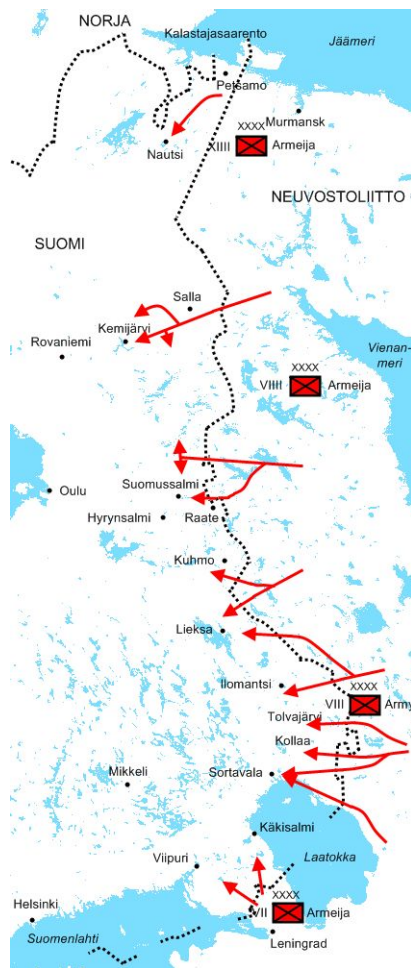 NORJA
Kalastajasaarento
Jäämeri
Petsamo
Murmansk
XXXX
XIIII Armeija
Nautsi
NEUVOSTOLIITTO
SUOMI
Salla
Kemijärvi
Rovaniemi
Vienan-
meri
XXXX
VIIII Armeija
Suomussalmi
Oulu
Hyrynsalmi
Raate
Kuhmo
Lieksa
Ilomantsi
XXXX
VIII Army
Tolvajärvi
Kollaa
Sortavala
Mikkeli
Käkisalmi
Viipuri
Laatokka
XXXX
VII Armeija
Helsinki
Suomenlahti
Leningrad